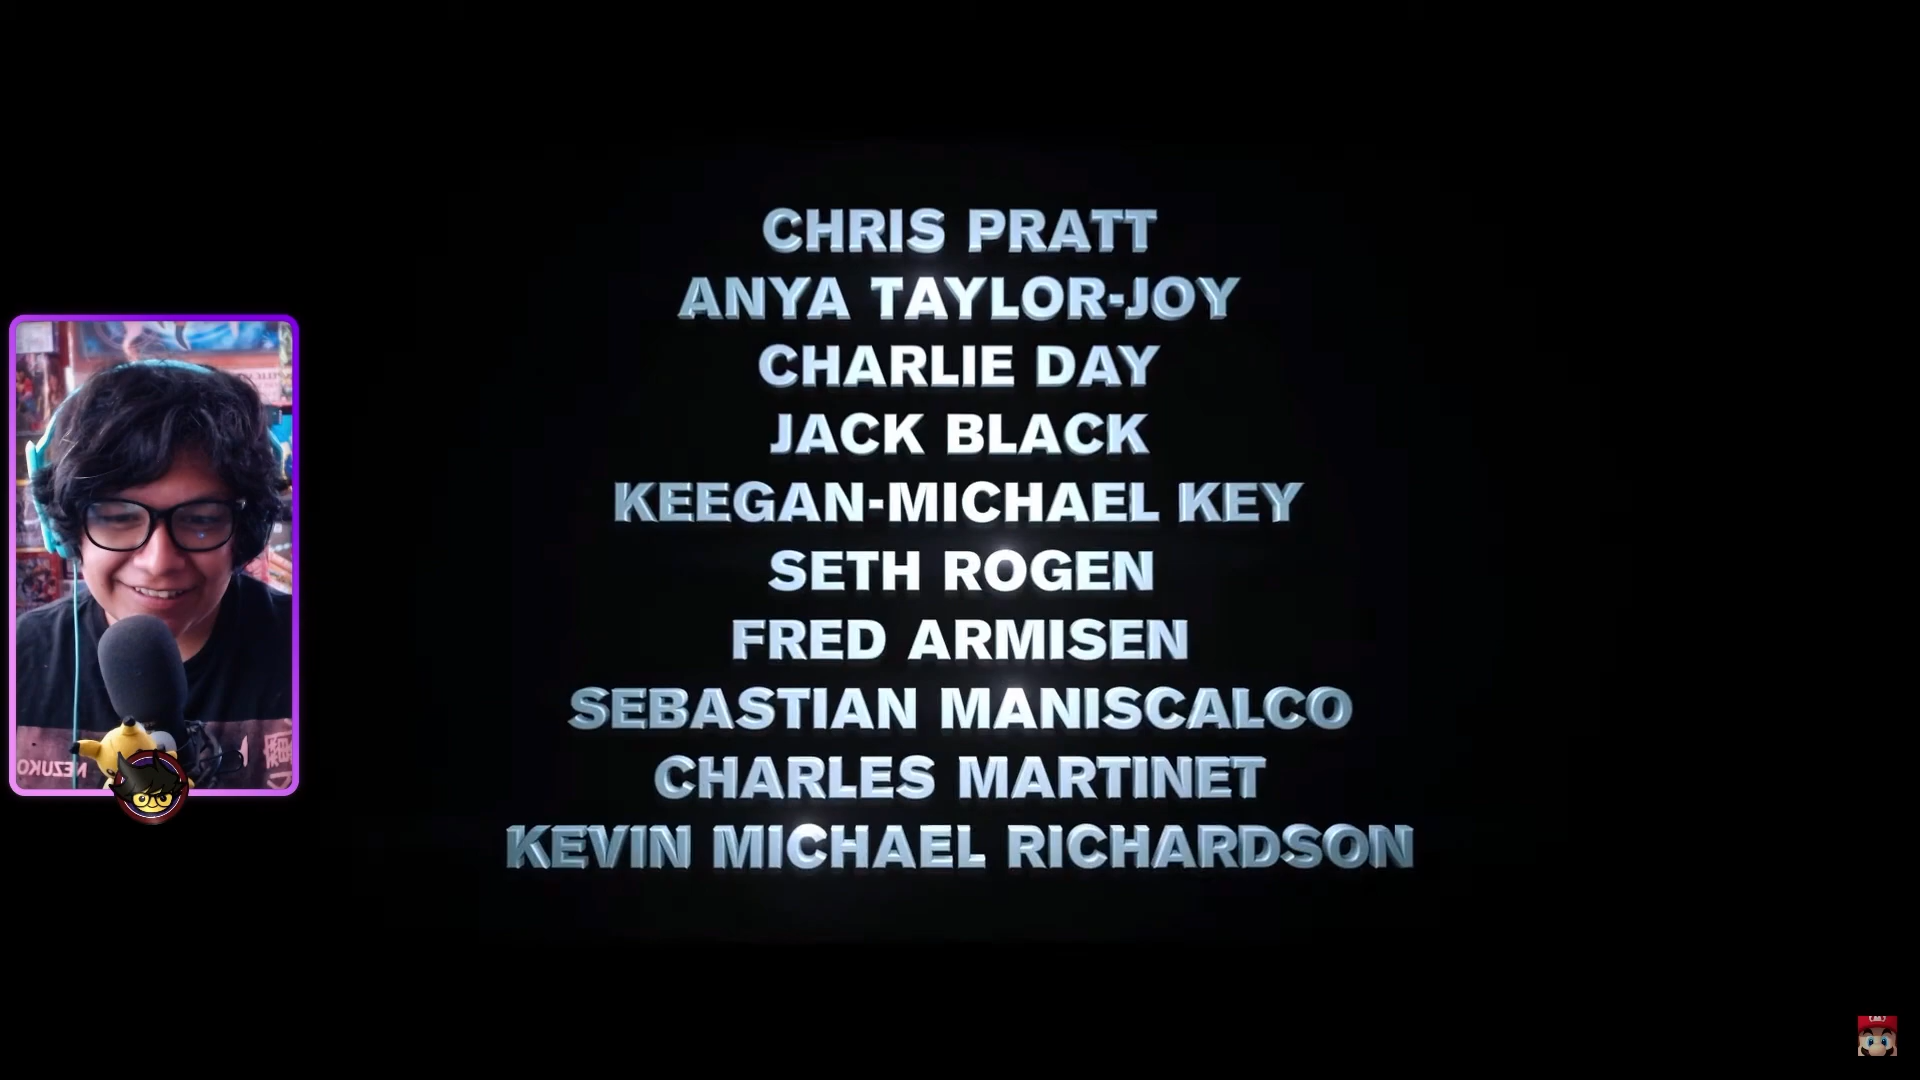 CHRIS PRATT
ANYA TAYLOR-JOY
CHARLIE DAY
JACK BLACK
KEEGAN-MICHAEL KEY
SETH ROGEN
FRED ARMISEN
SEBASTIAN MANISCALCO
CHARLES MARTINET
KEVIN MICHAEL RICHARDSON
NEZUKO
M